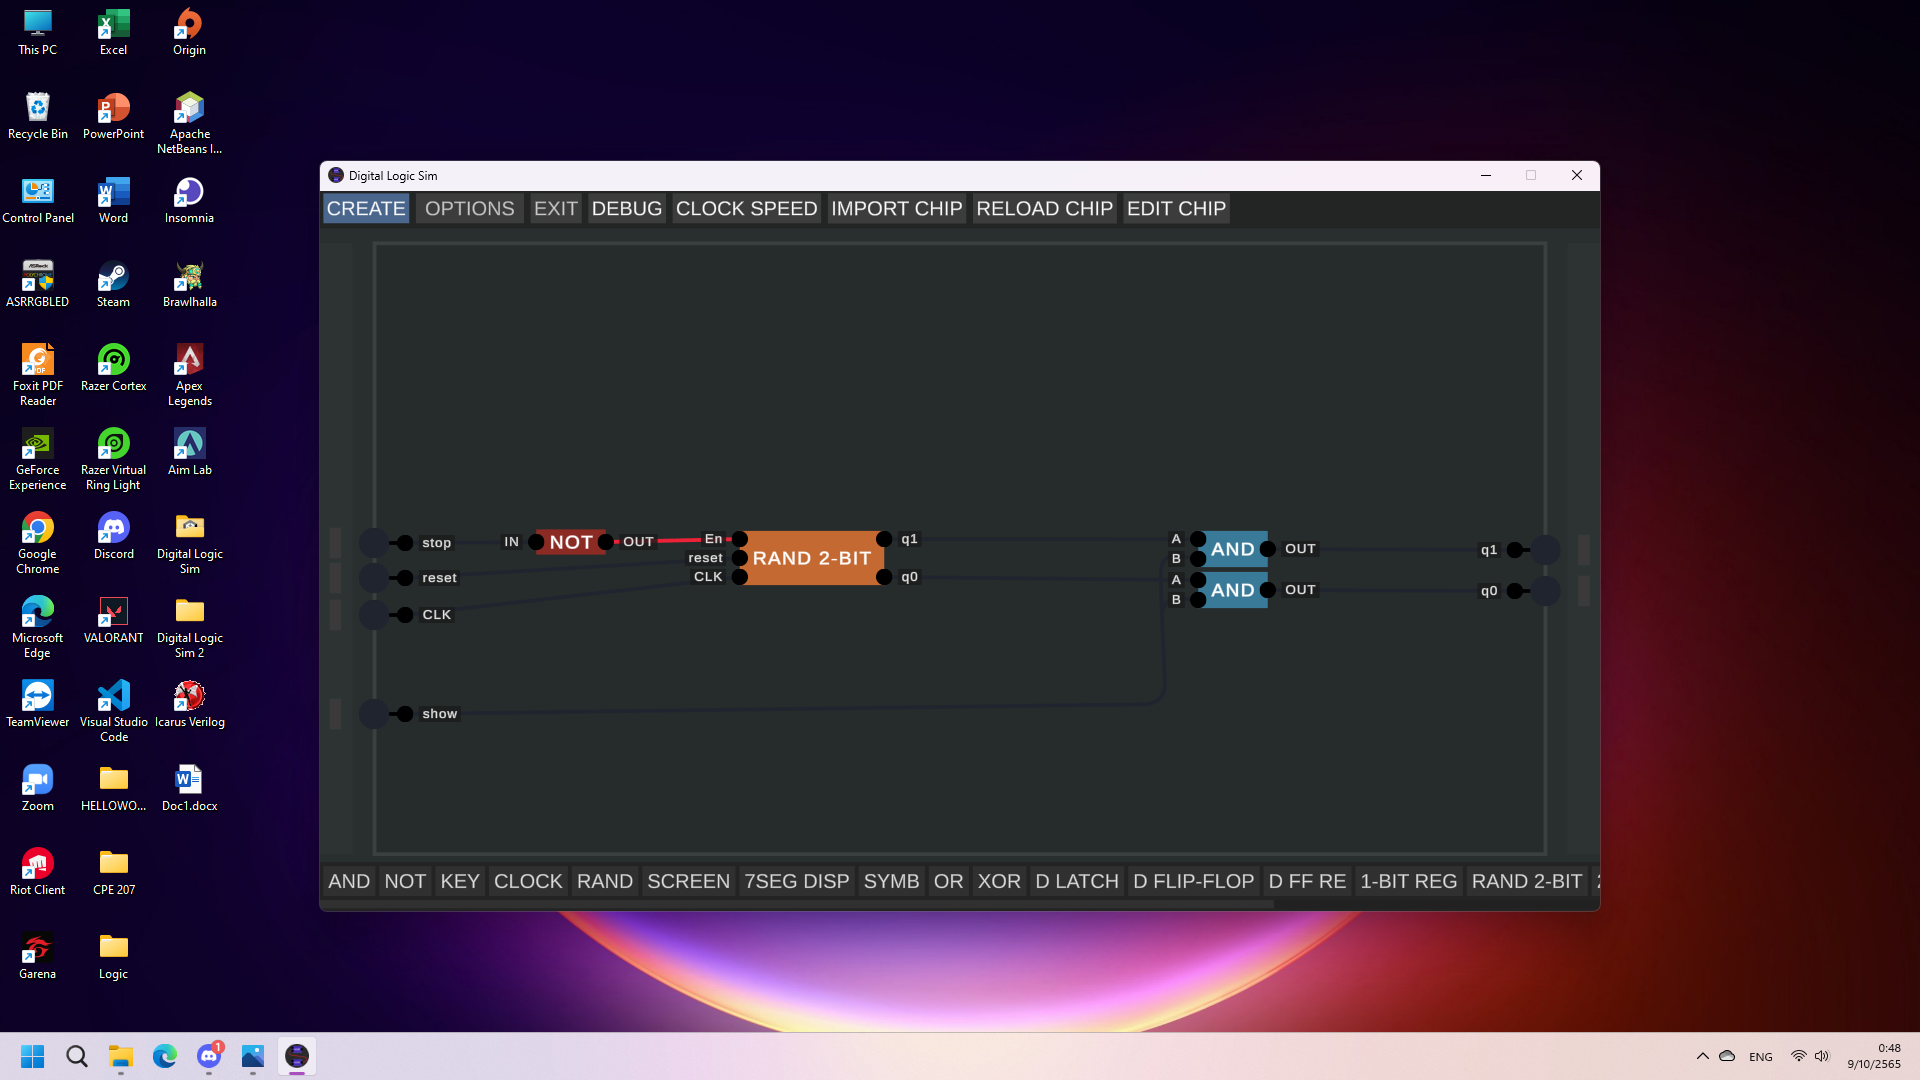 This PC
Excel
Origin
Recycle Bin
PowerPoint
Apache
NetBeans I...
Control Panel
Word
Insomnia
ASRRGBLED
Steam
Brawlhalla
Foxit PDF
Reader
Razer Cortex
Apex
Legends
GeForce
Experience
Razer Virtual
Ring Light
Aim Lab
Google
Chrome
Discord
Digital Logic
Sim
Microsoft
Edge
VALORANT
Digital Logic
Sim 2
TeamViewer
Visual Studio
Code
Icarus Verilog
Zoom
HELLOWO...
Doc1.docx
Riot Client
CPE 207
Garena
Logic
Digital Logic Sim
CREATE OPTIONS EXIT DEBUG CLOCK SPEED IMPORT CHIP RELOAD CHIP EDIT CHIP
stop
IN NOT OUT
En
reset
CLK
RAND 2-BIT
q1
q0
reset
CLK
show
A
B
AND OUT
A
B
AND OUT
q1
q0
AND NOT KEY CLOCK RAND SCREEN 7SEG DISP SYMB OR XOR D LATCH D FLIP-FLOP D FF RE 1-BIT REG RAND 2-BIT
1
ENG
0:48
9/10/2565